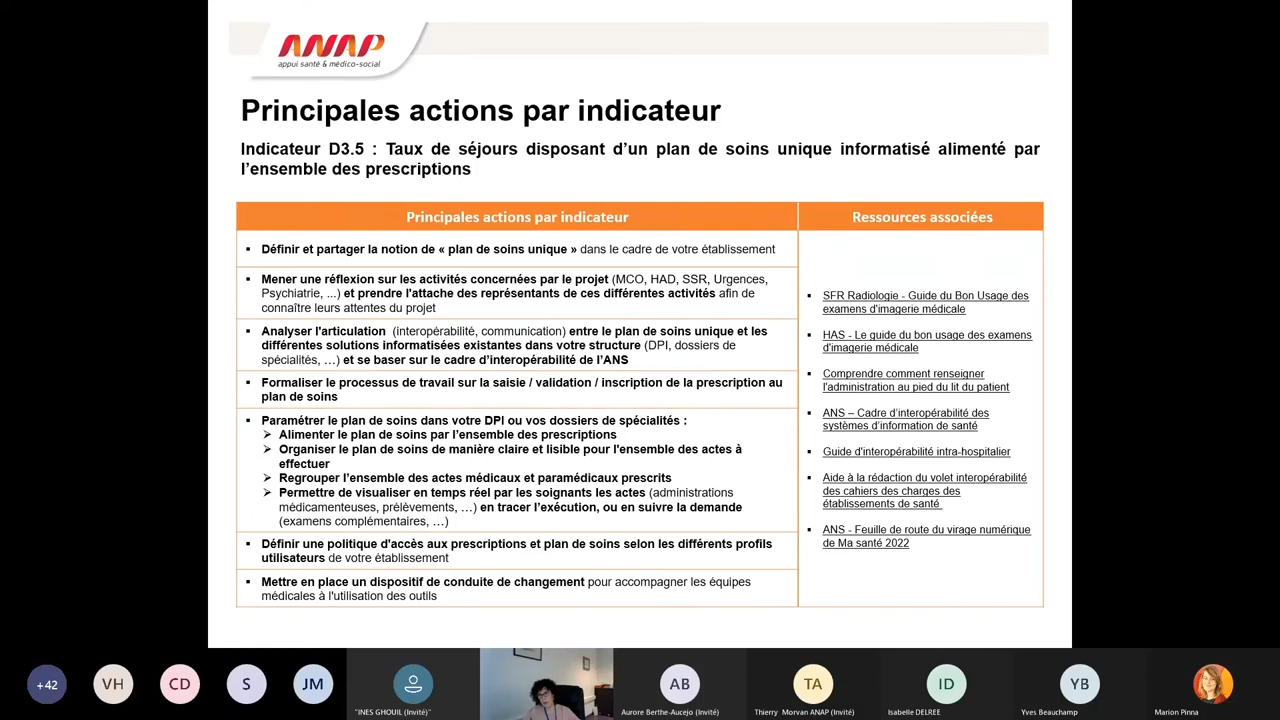 ANAP
appui santé & médico-social
Principales actions par indicateur
Indicateur D3.5 : Taux de séjours disposant d’un plan de soins unique informatisé alimenté par
l’ensemble des prescriptions
Principales actions par indicateur
▪ Définir et partager la notion de « plan de soins unique » dans le cadre de votre établissement
▪ Mener une réflexion sur les activités concernées par le projet (MCO, HAD, SSR, Urgences,
Psychiatrie, ...) et prendre l'attache des représentants de ces différentes activités afin de
connaître leurs attentes du projet
▪ Analyser l'articulation (interopérabilité, communication) entre le plan de soins unique et les
différentes solutions informatisées existantes dans votre structure (DPI, dossiers de
spécialités, …) et se baser sur le cadre d’interopérabilité de l’ANS
▪ Formaliser le processus de travail sur la saisie / validation / inscription de la prescription au
plan de soins
▪ Paramétrer le plan de soins dans votre DPI ou vos dossiers de spécialités :
➢ Alimenter le plan de soins par l’ensemble des prescriptions
➢ Organiser le plan de soins de manière claire et lisible pour l'ensemble des actes à
effectuer
➢ Regrouper l’ensemble des actes médicaux et paramédicaux prescrits
➢ Permettre de visualiser en temps réel par les soignants les actes (administrations
médicamenteuses, prélèvements, …) en tracer l’exécution, ou en suivre la demande
(examens complémentaires, …)
▪ Définir une politique d'accès aux prescriptions et plan de soins selon les différents profils
utilisateurs de votre établissement
▪ Mettre en place un dispositif de conduite de changement pour accompagner les équipes
médicales à l'utilisation des outils
Ressources associées
▪ SFR Radiologie - Guide du Bon Usage des
examens d'imagerie médicale
▪ HAS - Le guide du bon usage des examens
d'imagerie médicale
▪ Comprendre comment renseigner
l'administration au pied du lit du patient
▪ ANS – Cadre d’interopérabilité des
systèmes d’information de santé
▪ Guide d'interopérabilité intra-hospitalier
▪ Aide à la rédaction du volet interopérabilité
des cahiers des charges des
établissements de santé
▪ ANS - Feuille de route du virage numérique
de Ma santé 2022
+42
VH
CD
S
JM
"INES GHOUIL (Invité)"
AB
Aurore Berthe-Aucejo (Invité)
TA
Thierry Morvan ANAP (Invité)
ID
Isabelle DELREE
YB
Yves Beauchamp
Marion Pinna